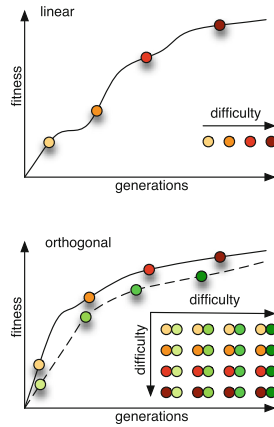 linear
fitness
difficulty
generations
orthogonal
fitness
difficulty
difficulty
generations